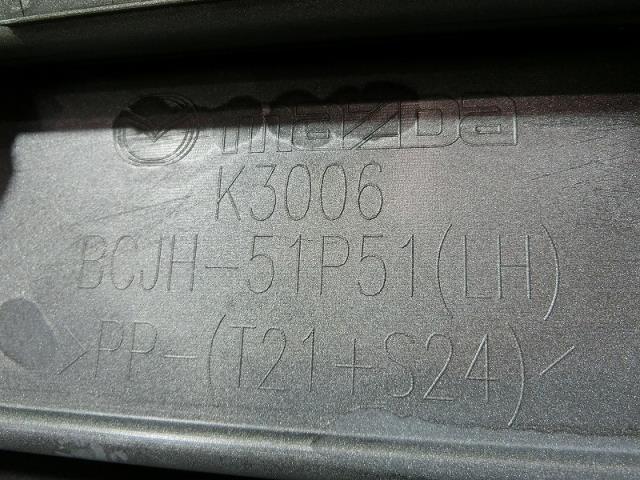 mazda
K3006
BCJH-51P51(LH)
>PP-(T21+S24)<